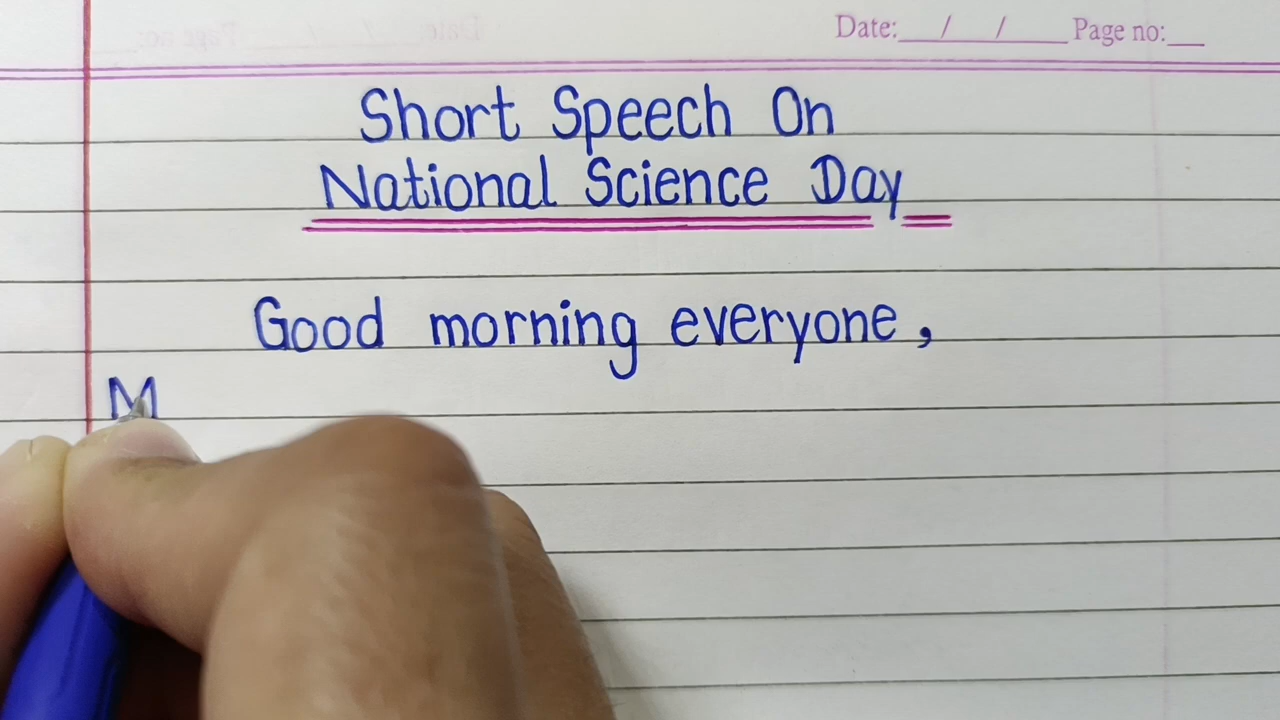 Date: / / Page no:
Short Speech On
National Science Day
Good morning everyone,
M